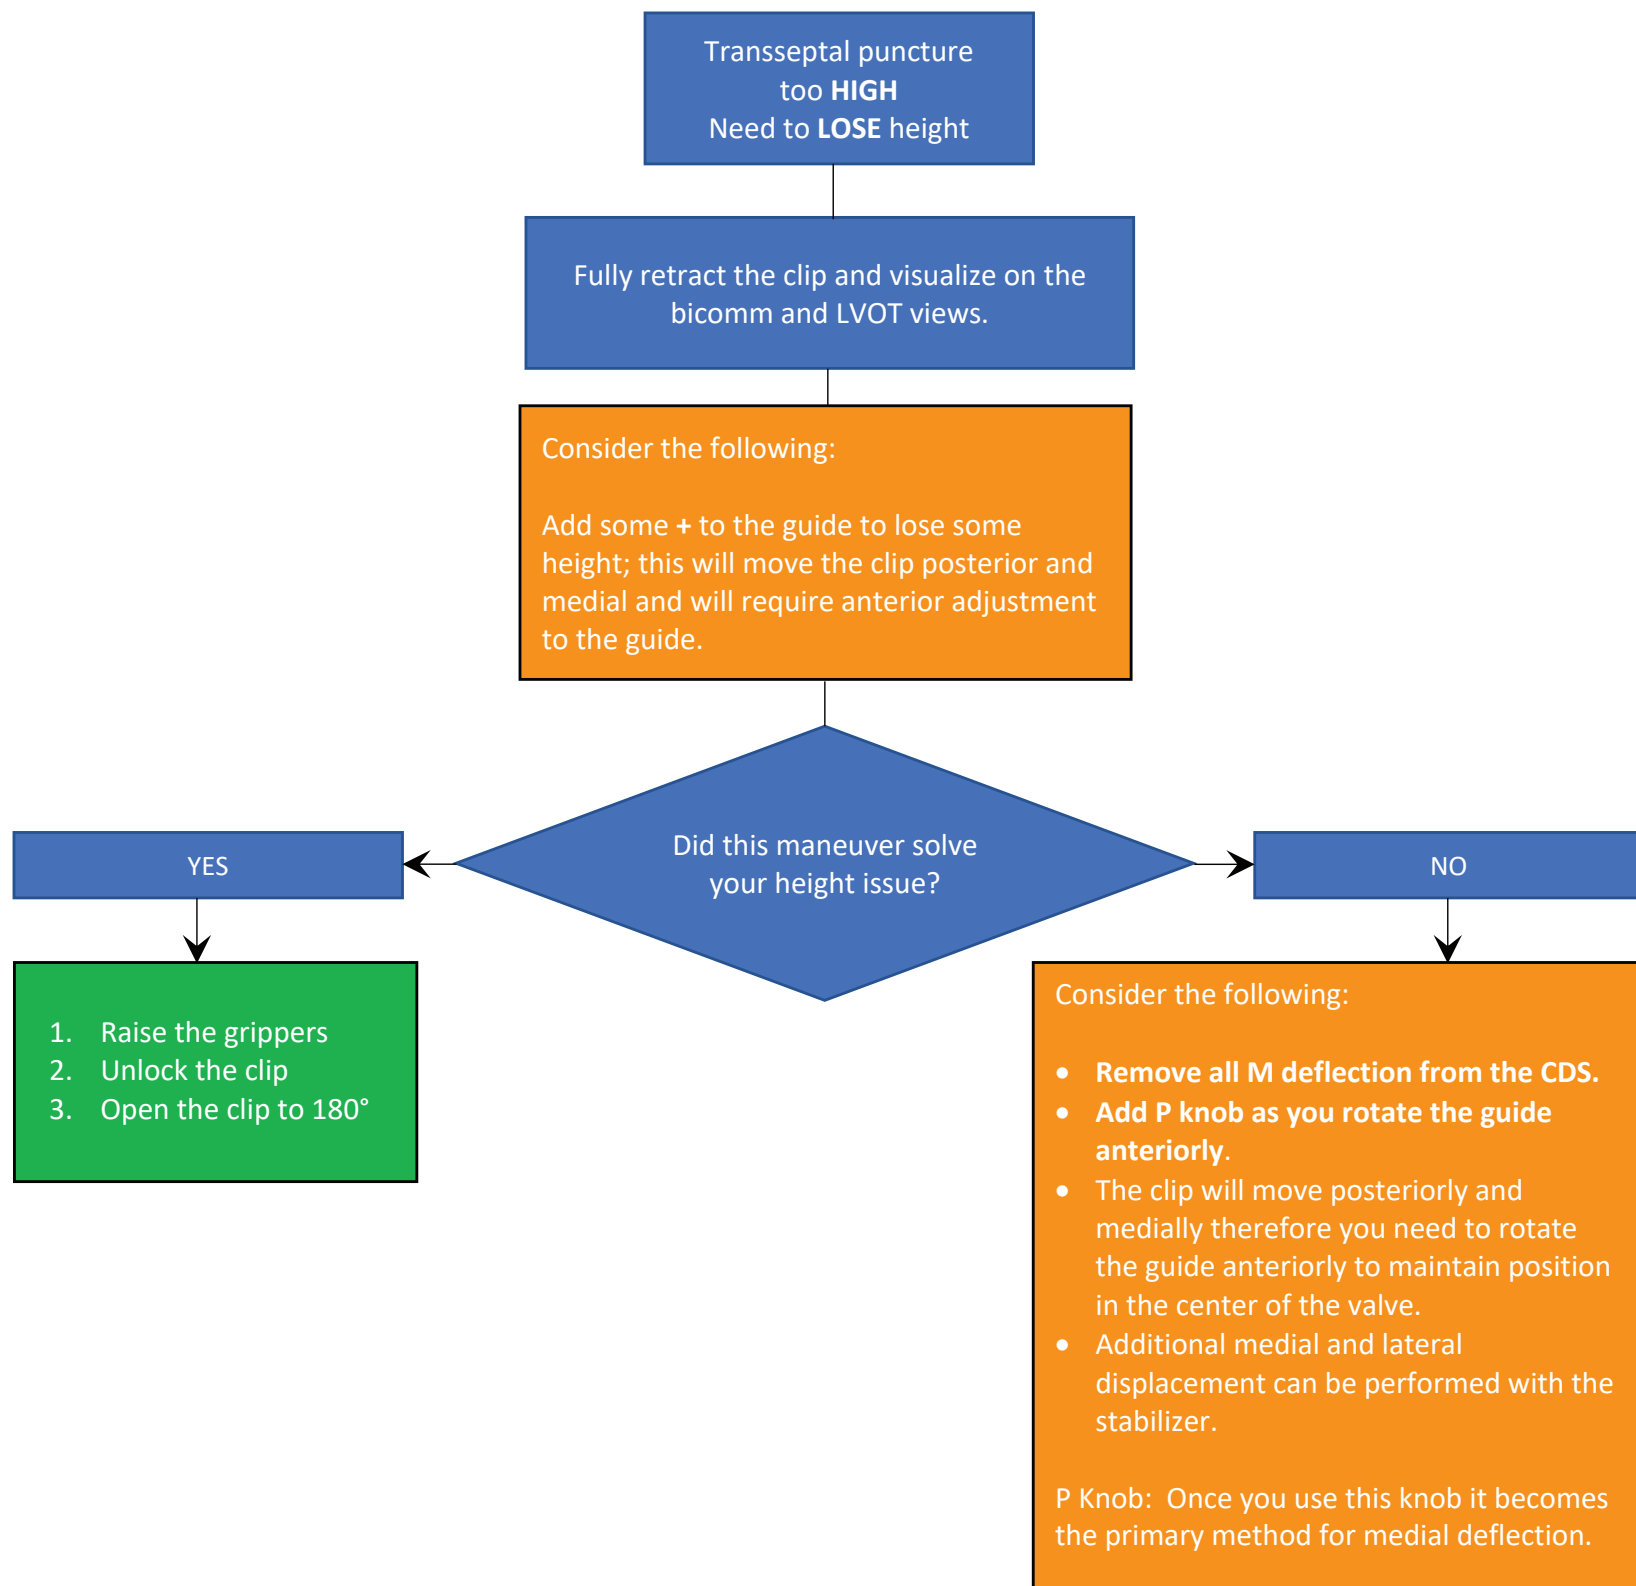 Transseptal puncture
too HIGH
Need to LOSE height
Fully retract the clip and visualize on the
bicomm and LVOT views.
Consider the following:
Add some + to the guide to lose some
height; this will move the clip posterior and
medial and will require anterior adjustment
to the guide.
Did this maneuver solve
your height issue?
YES
NO
1. Raise the grippers
2. Unlock the clip
3. Open the clip to 180°
Consider the following:
• Remove all M deflection from the CDS.
• Add P knob as you rotate the guide
anteriorly.
• The clip will move posteriorly and
medially therefore you need to rotate
the guide anteriorly to maintain position
in the center of the valve.
• Additional medial and lateral
displacement can be performed with the
stabilizer.
P Knob: Once you use this knob it becomes
the primary method for medial deflection.